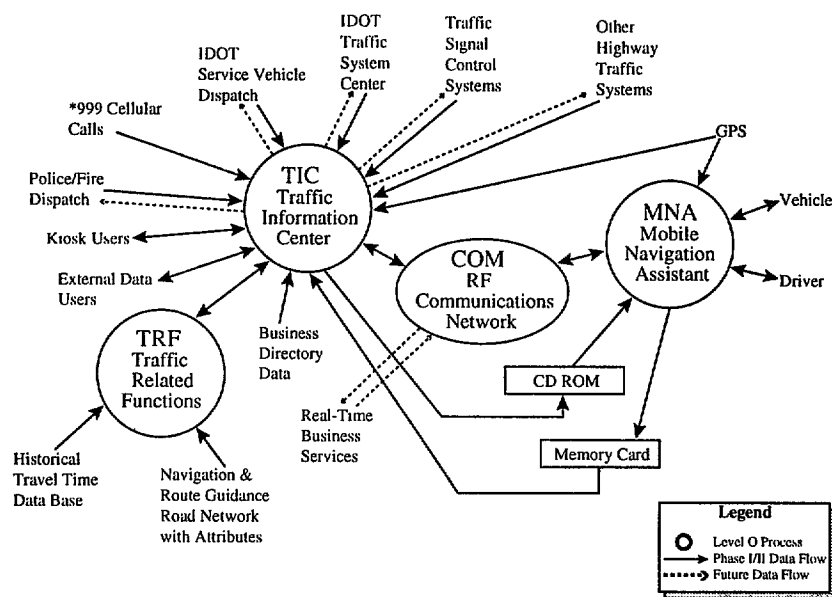 IDOT
Service Vehicle
Dispatch
IDOT
Traffic
System
Center
Traffic
Signal
Control
Systems
Other
Highway
Traffic
Systems
*999 Cellular
Calls
GPS
Police/Fire
Dispatch
TIC
Traffic
Information
Center
MNA
Mobile
Navigation
Assistant
Vehicle
Kiosk Users
COM
RF
Communications
Network
External Data
Users
Driver
TRF
Traffic
Related
Functions
Business
Directory
Data
CD ROM
Real-Time
Business
Services
Memory Card
Historical
Travel Time
Data Base
Navigation &
Route Guidance
Road Network
with Attributes
Legend
Level O Process
Phase I/II Data Flow
Future Data Flow